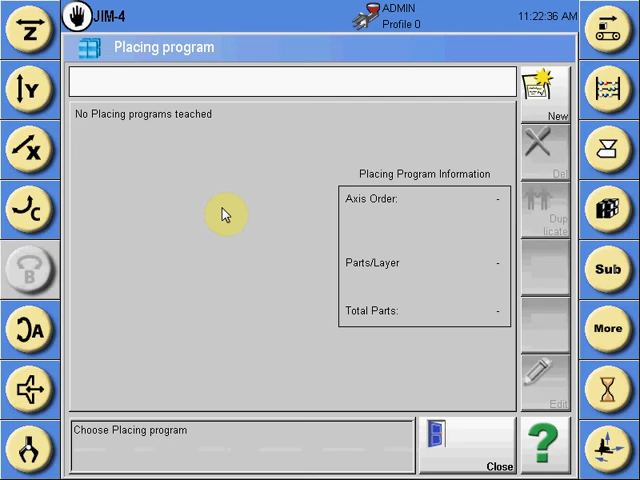 JIM-4
ADMIN
Profile 0
11:22:36 AM
Placing program
No Placing programs teached
New
Del
Dup
licate
Edit
Placing Program Information
Axis Order: -
Parts/Layer -
Total Parts: -
Choose Placing program
Close
?
Z
Y
X
C
B
A
Sub
More